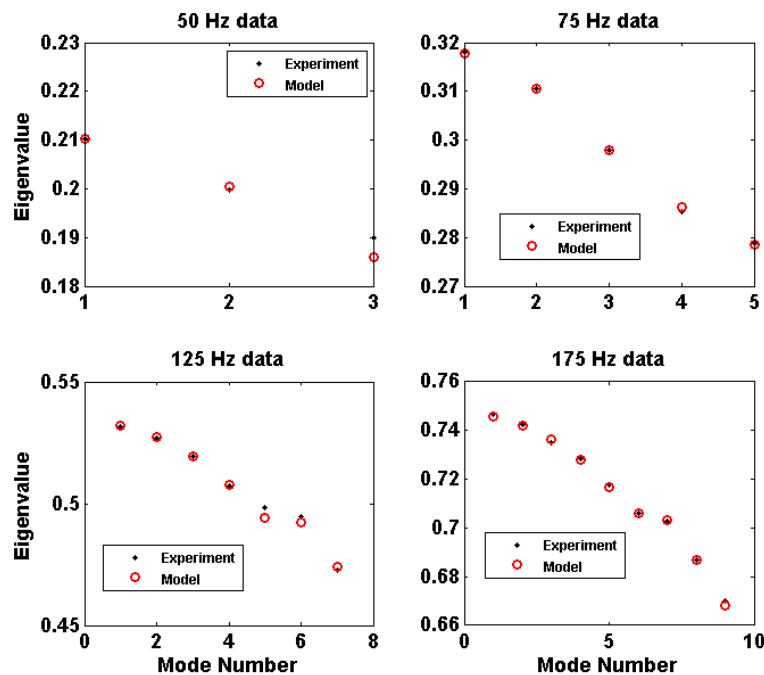 50 Hz data
0.23
0.22
0.21
0.2
0.19
0.18
1
2
3
Eigenvalue
Experiment
Model
75 Hz data
0.32
0.31
0.3
0.29
0.28
0.27
1
2
3
4
5
Experiment
Model
125 Hz data
0.55
0.5
0.45
0
2
4
6
8
Eigenvalue
Mode Number
Experiment
Model
175 Hz data
0.76
0.74
0.72
0.7
0.68
0.66
0
5
10
Mode Number
Experiment
Model